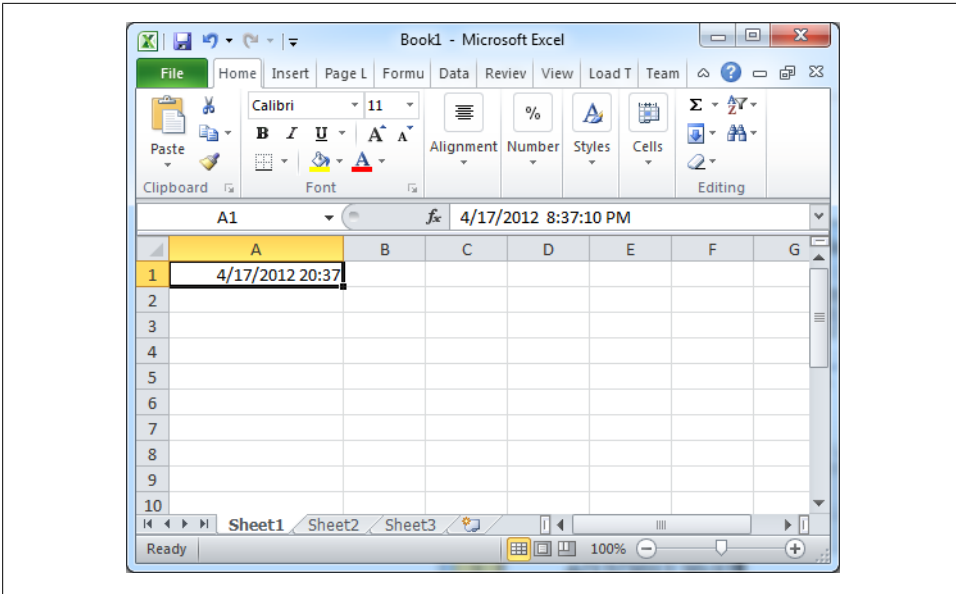 Book1 - Microsoft Excel
File Home Insert Page L Formu Data Reviev View Load T Team
Calibri 11
Paste
B I U A A
Alignment Number Styles Cells
%
Σ
Clipboard Font Editing
A1 fx 4/17/2012 8:37:10 PM
A B C D E F G
1 4/17/2012 20:37
2
3
4
5
6
7
8
9
10
Sheet1 Sheet2 Sheet3
Ready 100%